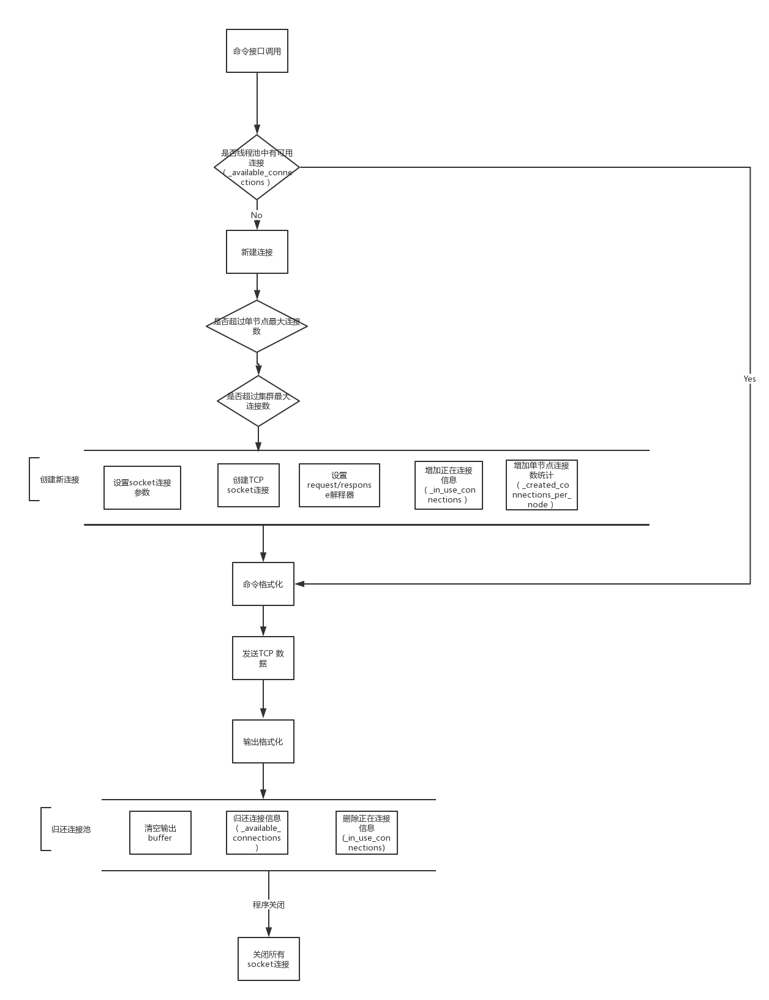 命令接口调用
是否线程池中有可用
连接
（_available_conne
ctions）
No
新建连接
是否超过单节点最大连接
数
是否超过集群最大
连接数
Yes
创建新连接
设置socket连接
参数
创建TCP
socket连接
设置
request/respons
e解释器
增加正在连接
信息
（_in_use_con
nections）
增加单节点连接
数统计
（_created_co
nnections_per_
node）
命令格式化
发送TCP 数
据
输出格式化
归还连接池
清空输出
buffer
归还连接信息
（_available_
connections
）
删除正在连接
信息
(_in_use_con
nections)
程序关闭
关闭所有
socket连接